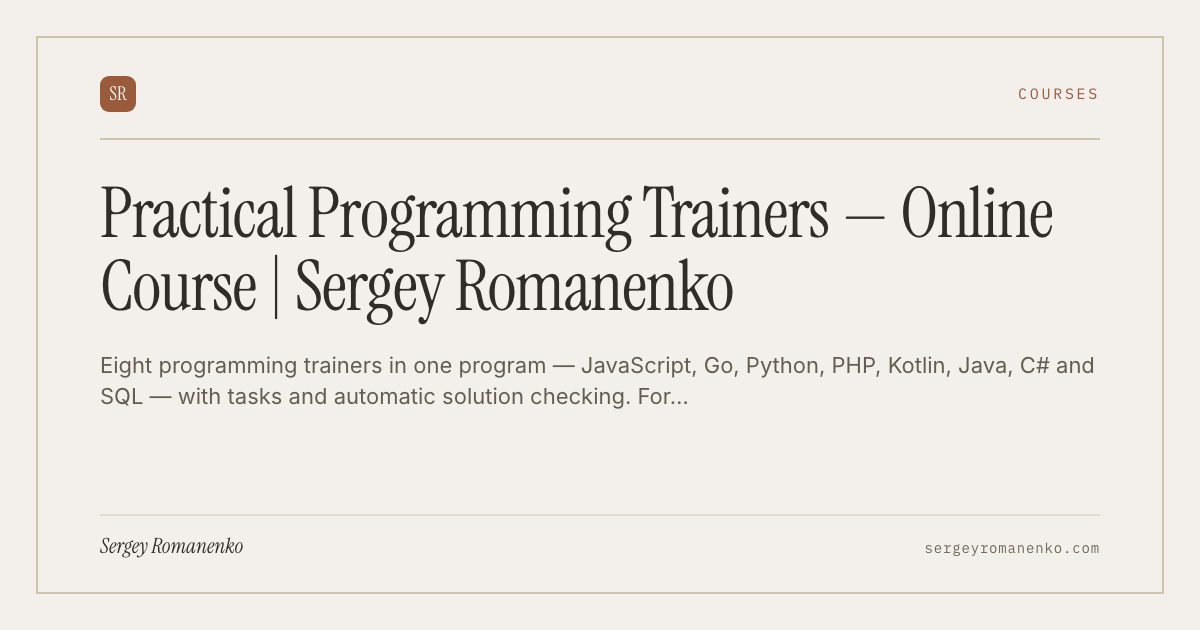 SR
COURSES
Practical Programming Trainers — Online
Course | Sergey Romanenko
Eight programming trainers in one program — JavaScript, Go, Python, PHP, Kotlin, Java, C# and
SQL — with tasks and automatic solution checking. For...
Sergey Romanenko
sergeyromanenko.com